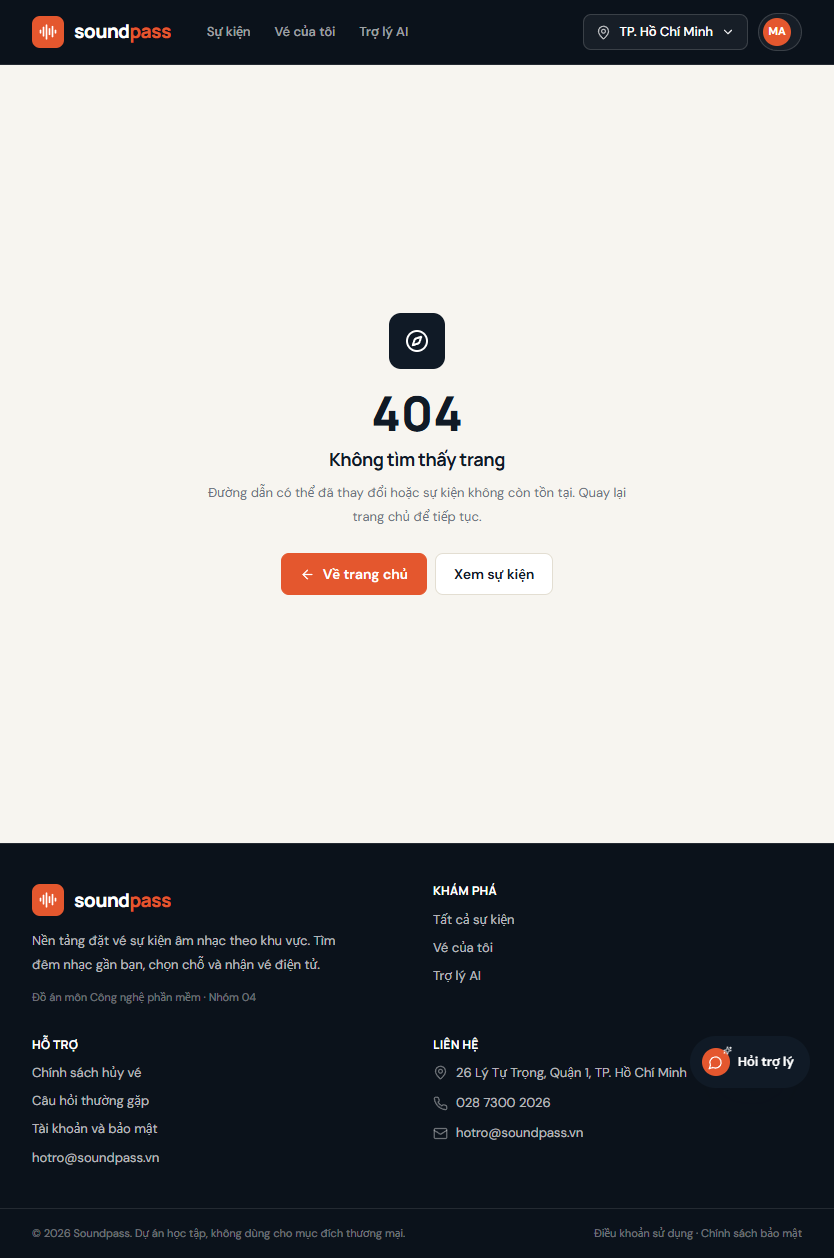 soundpass
Sự kiện
Vé của tôi
Trợ lý AI
TP. Hồ Chí Minh
MA
404
Không tìm thấy trang
Đường dẫn có thể đã thay đổi hoặc sự kiện không còn tồn tại. Quay lại
trang chủ để tiếp tục.
Về trang chủ
Xem sự kiện
soundpass
Nền tảng đặt vé sự kiện âm nhạc theo khu vực. Tìm
đêm nhạc gần bạn, chọn chỗ và nhận vé điện tử.
Đồ án môn Công nghệ phần mềm · Nhóm 04
KHÁM PHÁ
Tất cả sự kiện
Vé của tôi
Trợ lý AI
HỖ TRỢ
Chính sách hủy vé
Câu hỏi thường gặp
Tài khoản và bảo mật
hotro@soundpass.vn
LIÊN HỆ
26 Lý Tự Trọng, Quận 1, TP. Hồ Chí Minh
028 7300 2026
hotro@soundpass.vn
Hỏi trợ lý
© 2026 Soundpass. Dự án học tập, không dùng cho mục đích thương mại.
Điều khoản sử dụng · Chính sách bảo mật